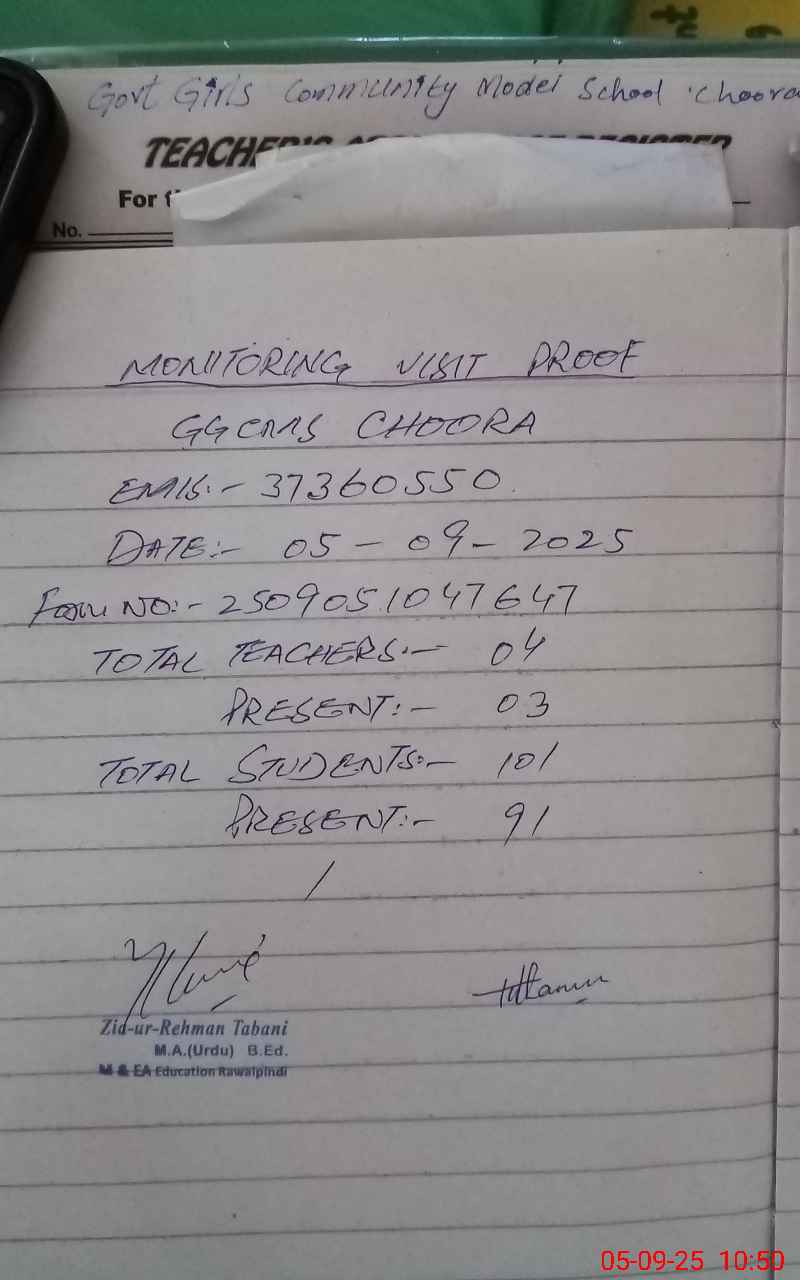 Govt Girls Community Model School Choora
TEACHER'S
For
No.
MONITORING VISIT PROOF
GGCMS CHOORA
EMIS:- 37360550.
DATE:- 05-09-2025
Form NO:- 2509051047647
TOTAL TEACHERS:- 04
PRESENT:- 03
TOTAL STUDENTS:- 101
PRESENT:- 91
Zia-ur-Rehman Tabani
M.A.(Urdu) B.Ed.
M & EA Education Rawalpindi
05-09-25 10:50